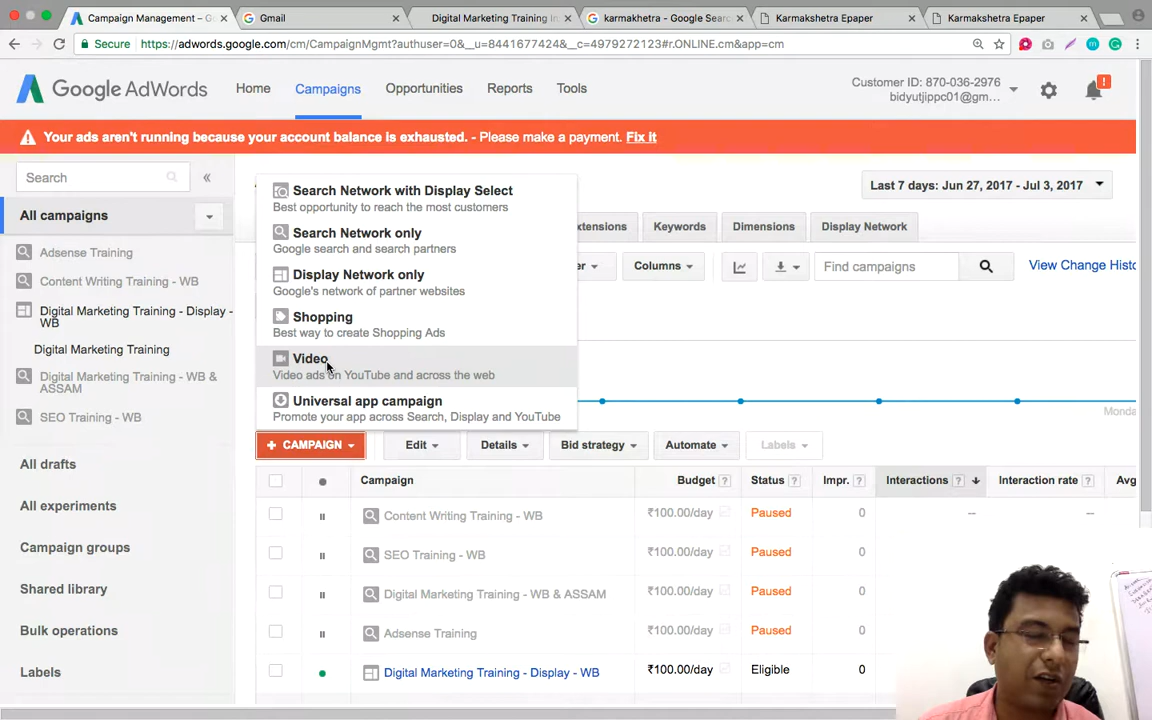 Campaign Management – G
Gmail
Digital Marketing Training In
karmakhetra - Google Searc
Karmakshetra Epaper
Karmakshetra Epaper
Secure
https://adwords.google.com/cm/CampaignMgmt?authuser=0&__u=8441677424&__c=4979272123#r.ONLINE.cm&app=cm
Google AdWords
Home
Campaigns
Opportunities
Reports
Tools
Customer ID: 870-036-2976
bidyutjippc01@gm...
!
Your ads aren't running because your account balance is exhausted. - Please make a payment. Fix it
Search
«
All campaigns
Adsense Training
Content Writing Training - WB
Digital Marketing Training - Display -
WB
Digital Marketing Training
Digital Marketing Training - WB &
ASSAM
SEO Training - WB
All drafts
All experiments
Campaign groups
Shared library
Bulk operations
Labels
Last 7 days: Jun 27, 2017 - Jul 3, 2017
Search Network with Display Select
Best opportunity to reach the most customers
Search Network only
Google search and search partners
Display Network only
Google's network of partner websites
Shopping
Best way to create Shopping Ads
Video
Video ads on YouTube and across the web
Universal app campaign
Promote your app across Search, Display and YouTube
xtensions
Keywords
Dimensions
Display Network
er
Columns
Find campaigns
View Change Histo
Monda
+ CAMPAIGN
Edit
Details
Bid strategy
Automate
Labels
Campaign
Budget ?
Status ?
Impr. ?
Interactions ?
Interaction rate ?
Avg
Content Writing Training - WB
₹100.00/day
Paused
0
--
--
SEO Training - WB
₹100.00/day
Paused
0
Digital Marketing Training - WB & ASSAM
₹100.00/day
Paused
0
Adsense Training
₹100.00/day
Paused
0
Digital Marketing Training - Display - WB
₹100.00/day
Eligible
0